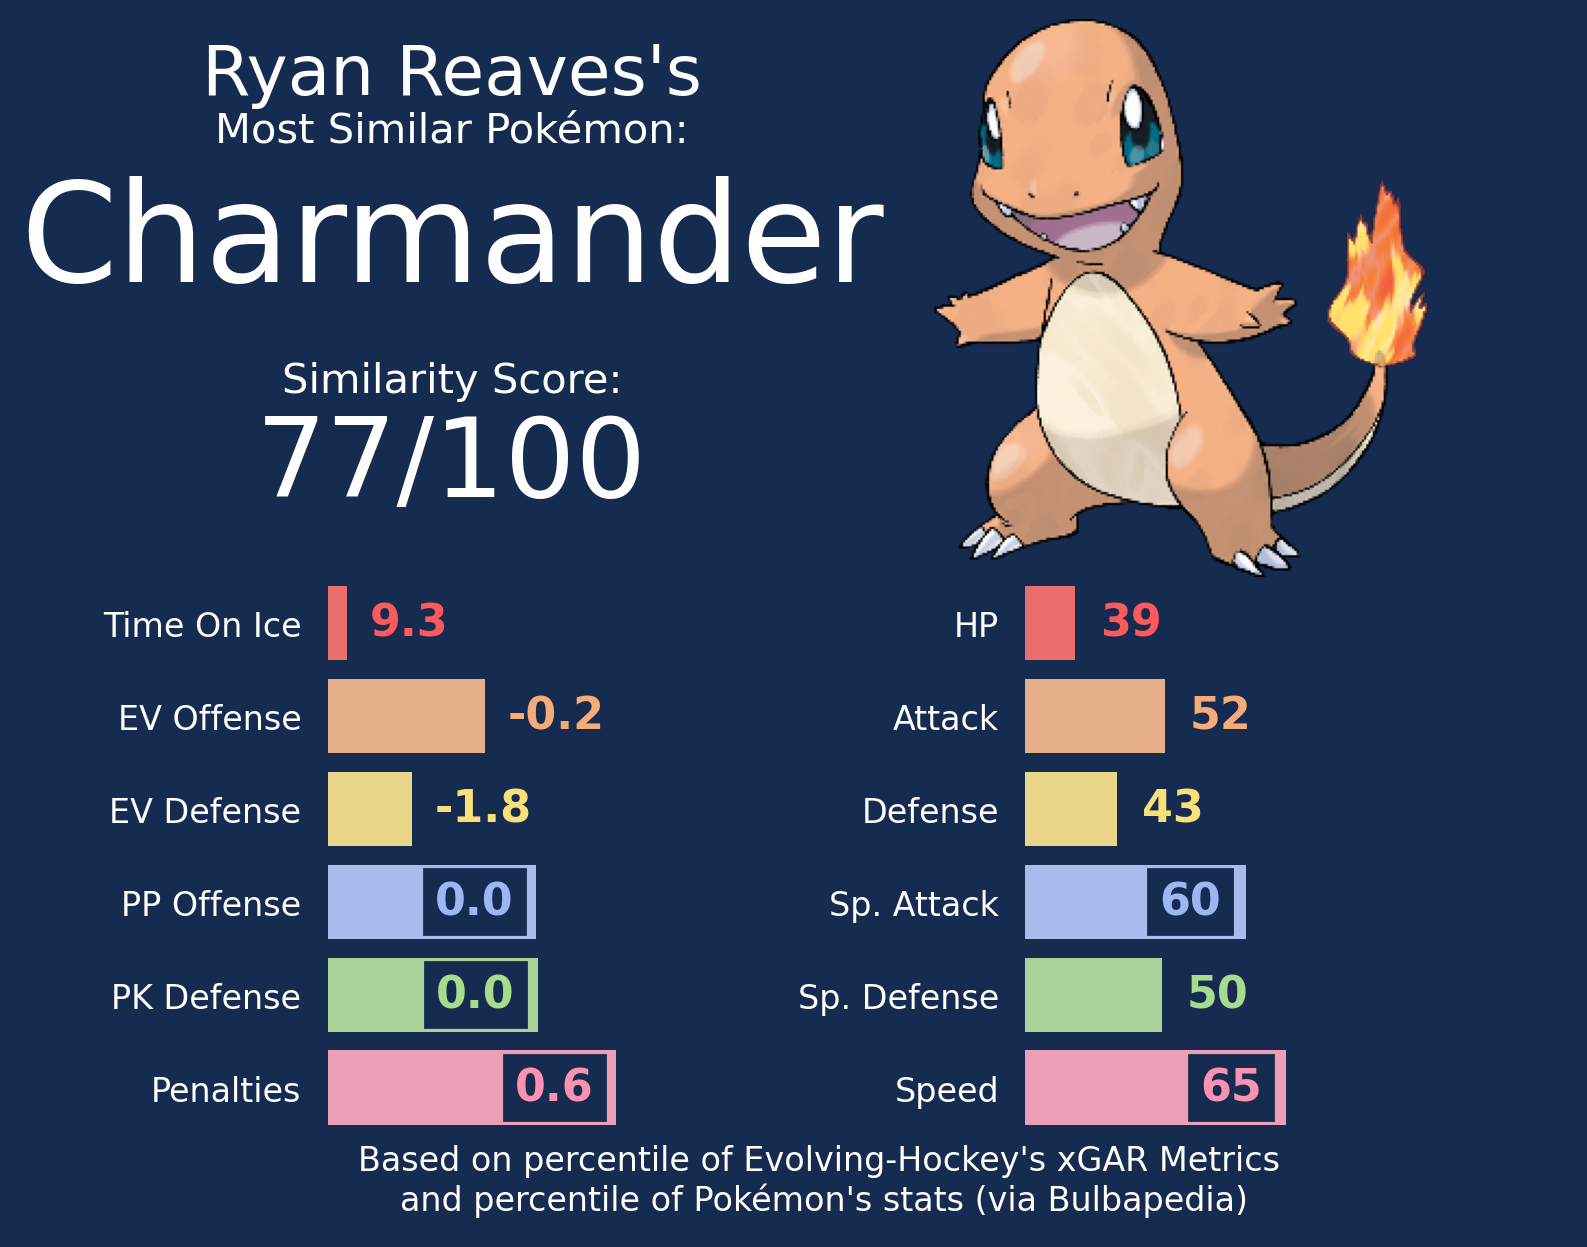 Ryan Reaves's
Most Similar Pokémon:
Charmander
Similarity Score:
77/100
Time On Ice 9.3
EV Offense -0.2
EV Defense -1.8
PP Offense 0.0
PK Defense 0.0
Penalties 0.6
HP 39
Attack 52
Defense 43
Sp. Attack 60
Sp. Defense 50
Speed 65
Based on percentile of Evolving-Hockey's xGAR Metrics
and percentile of Pokémon's stats (via Bulbapedia)